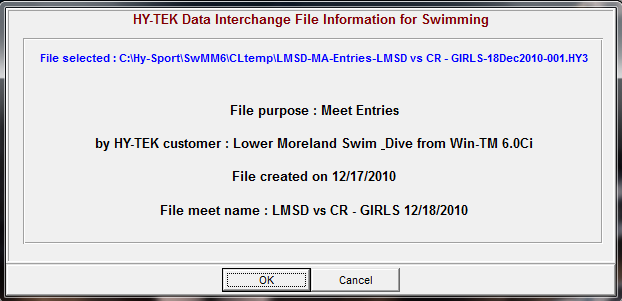 HY-TEK Data Interchange File Information for Swimming
File selected : C:\Hy-Sport\SwMM6\CLtemp\LMSD-MA-Entries-LMSD vs CR - GIRLS-18Dec2010-001.HY3
File purpose : Meet Entries
by HY-TEK customer : Lower Moreland Swim _Dive from Win-TM 6.0Ci
File created on 12/17/2010
File meet name : LMSD vs CR - GIRLS 12/18/2010
OK Cancel